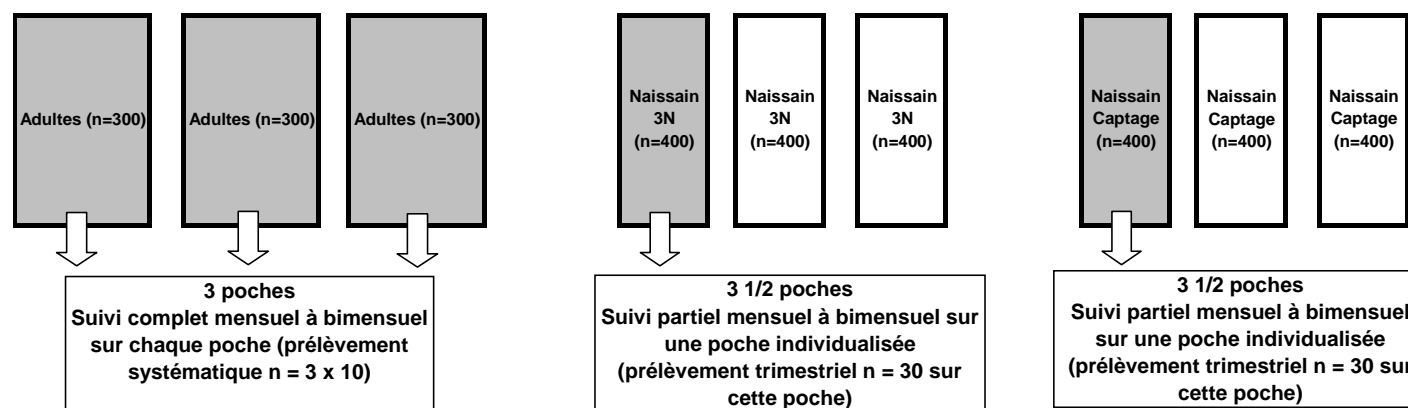 Adultes (n=300)
Adultes (n=300)
Adultes (n=300)
3 poches
Suivi complet mensuel à bimensuel
sur chaque poche (prélèvement
systématique n = 3 x 10)
Naissain
3N
(n=400)
Naissain
3N
(n=400)
Naissain
3N
(n=400)
3 1/2 poches
Suivi partiel mensuel à bimensuel sur
une poche individualisée
(prélèvement trimestriel n = 30 sur
cette poche)
Naissain
Captage
(n=400)
Naissain
Captage
(n=400)
Naissain
Captage
(n=400)
3 1/2 poches
Suivi partiel mensuel à bimensuel
sur une poche individualisée
(prélèvement trimestriel n = 30 sur
cette poche)